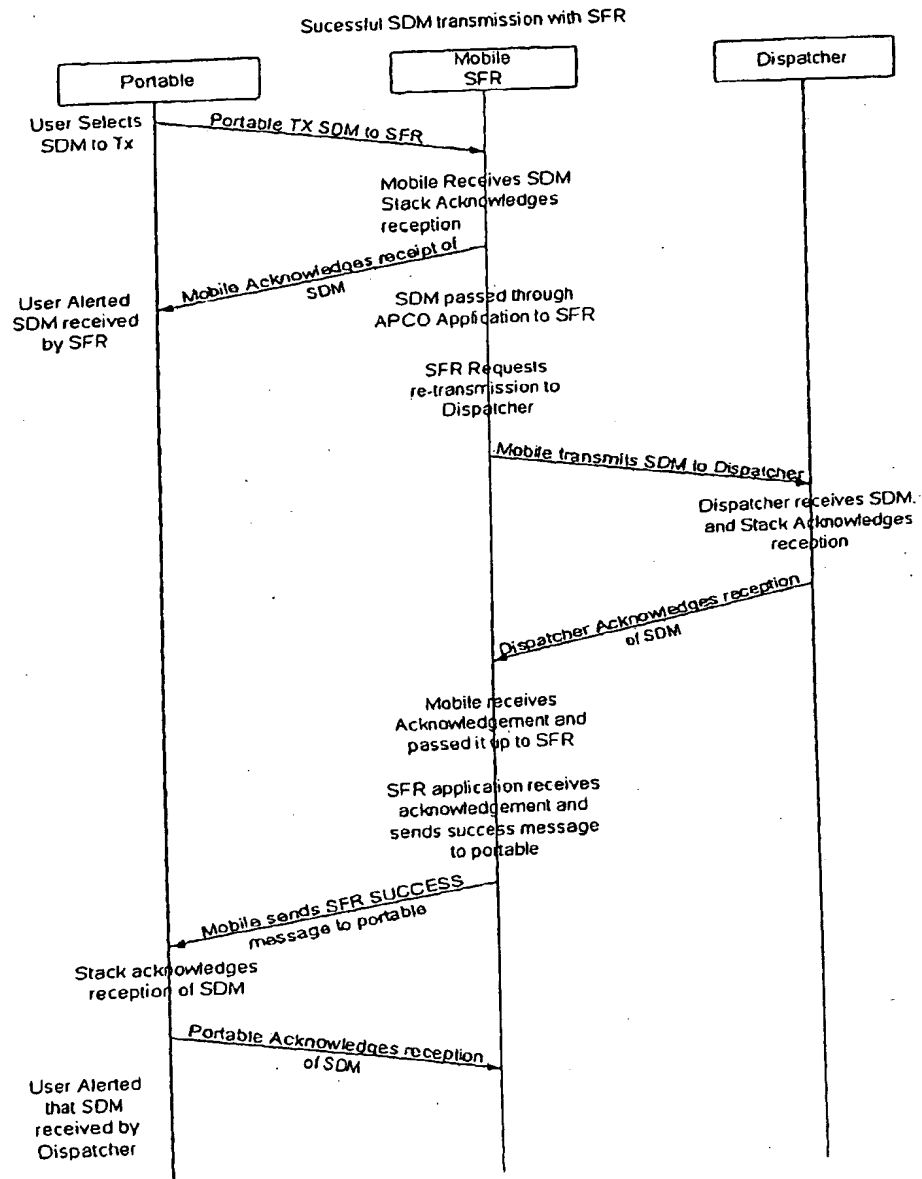 Sucessful SDM transmission with SFR
Portable
Mobile
SFR
Dispatcher
User Selects
SDM to Tx
Portable TX SDM to SFR
Mobile Receives SDM
Stack Acknowledges
reception
Mobile Acknowledges receipt of
SDM
User Alerted
SDM received
by SFR
SDM passed through
APCO Application to SFR
SFR Requests
re-transmission to
Dispatcher
Mobile transmits SDM to Dispatcher
Dispatcher receives SDM.
and Stack Acknowledges
reception
Dispatcher Acknowledges reception
of SDM
Mobile receives
Acknowledgement and
passed it up to SFR
SFR application receives
acknowledgement and
sends success message
to portable
Mobile sends SFR SUCCESS
message to portable
Stack acknowledges
reception of SDM
Portable Acknowledges reception
of SDM
User Alerted
that SDM
received by
Dispatcher